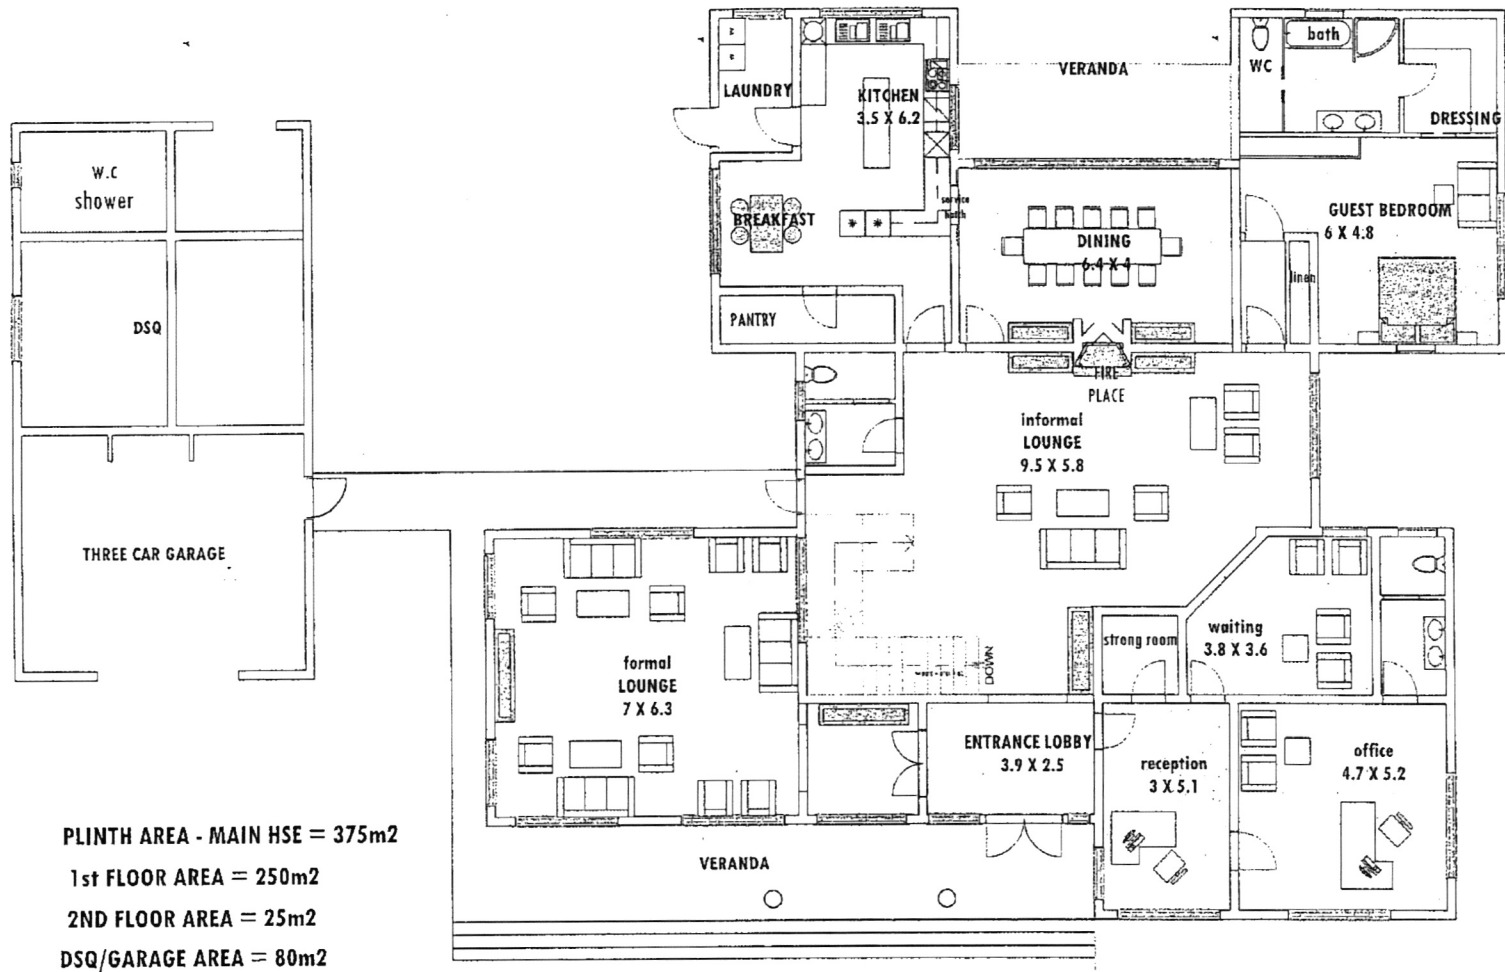 LAUNDRY
KITCHEN
3.5 X 6.2
VERANDA
WC
bath
DRESSING
w.c
shower
BREAKFAST
service
hatch
DINING
6.4 X 4
GUEST BEDROOM
6 X 4.8
linen
DSQ
PANTRY
FIRE
PLACE
informal
LOUNGE
9.5 X 5.8
THREE CAR GARAGE
formal
LOUNGE
7 X 6.3
DOWN
strong room
waiting
3.8 X 3.6
ENTRANCE LOBBY
3.9 X 2.5
reception
3 X 5.1
office
4.7 X 5.2
VERANDA
PLINTH AREA - MAIN HSE = 375m2
1st FLOOR AREA = 250m2
2ND FLOOR AREA = 25m2
DSQ/GARAGE AREA = 80m2